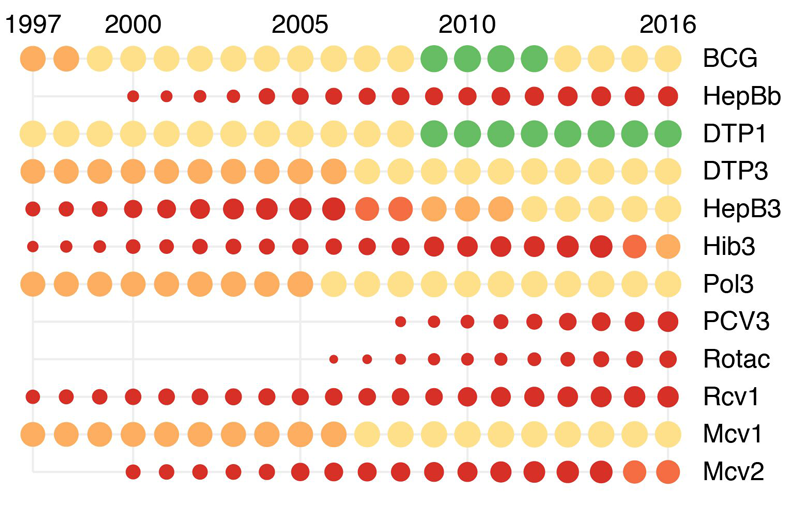 1997 2000 2005 2010 2016
BCG
HepBb
DTP1
DTP3
HepB3
Hib3
Pol3
PCV3
Rotac
Rcv1
Mcv1
Mcv2